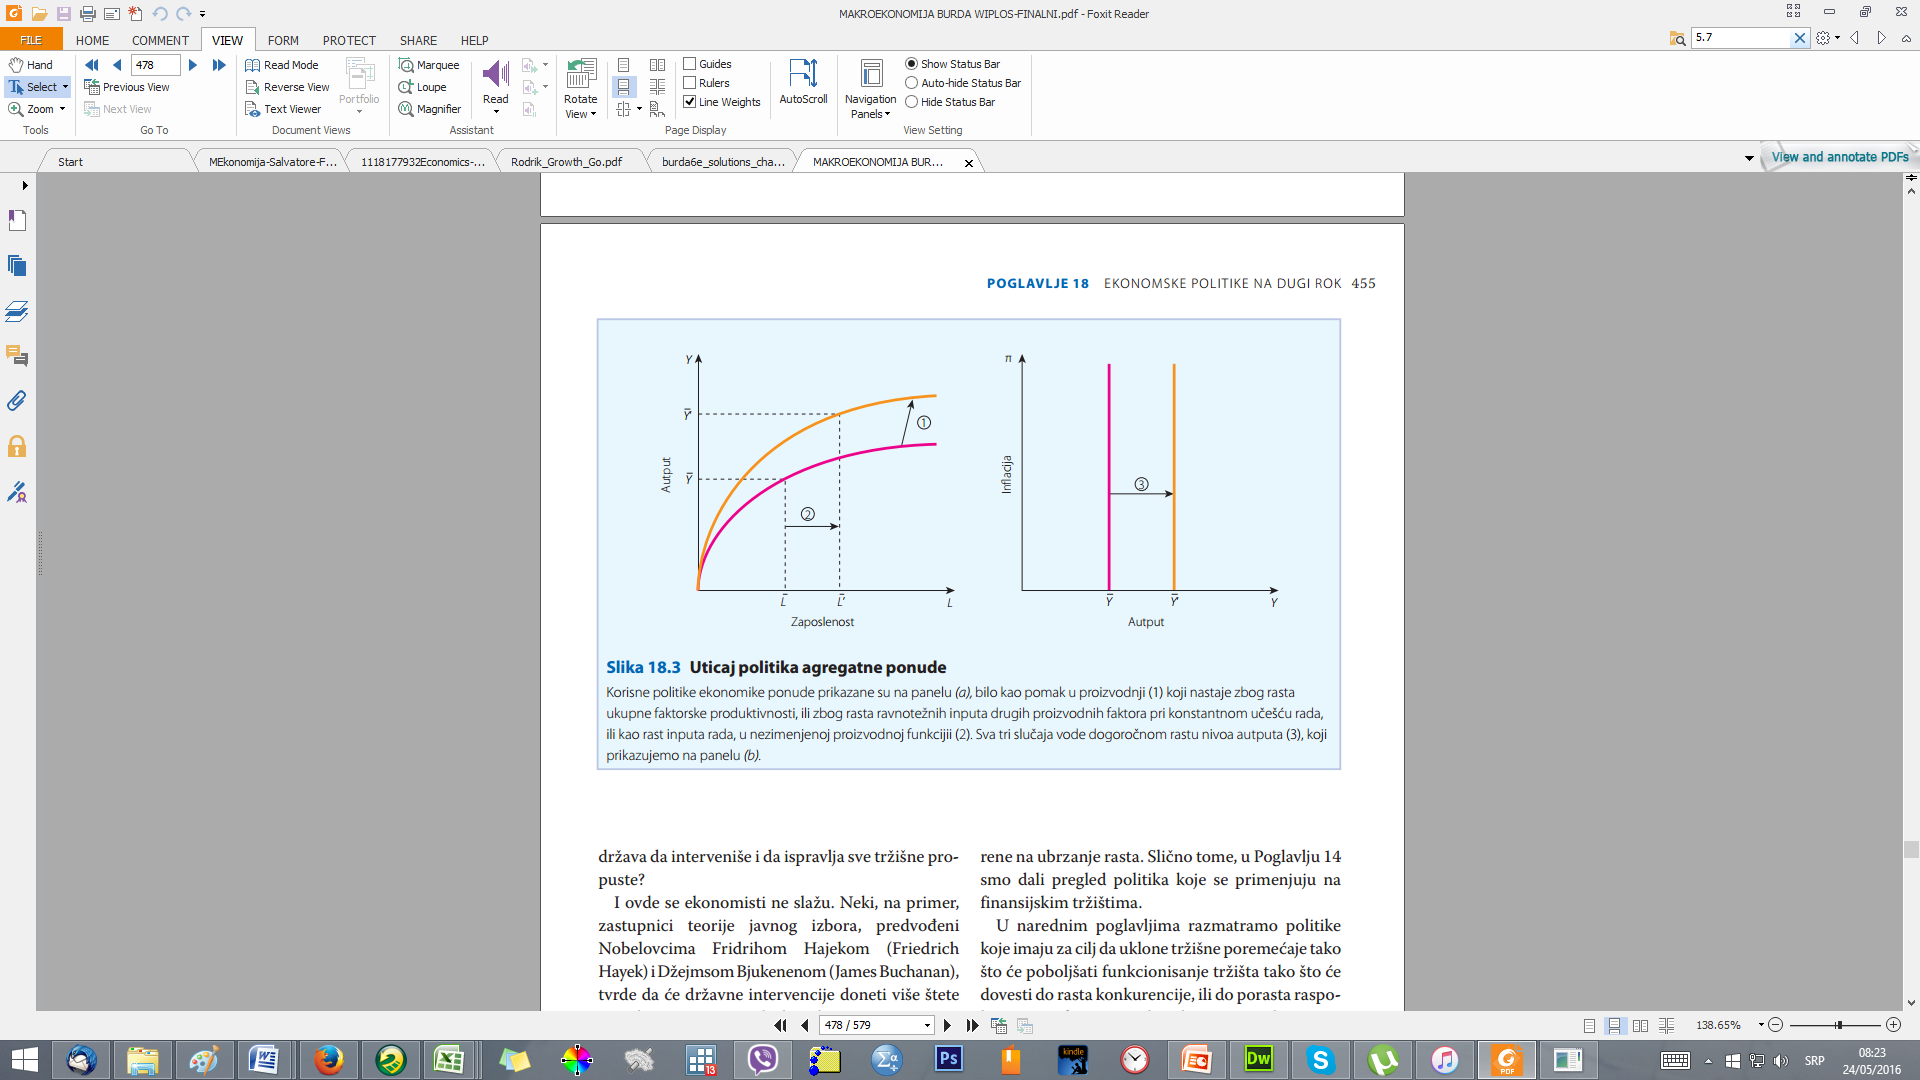 MAKROEKONOMIJA BURDA WIPLOS-FINALNI.pdf - Foxit Reader
FILE HOME COMMENT VIEW FORM PROTECT SHARE HELP
5.7
Hand
478
Select
Previous View
Zoom
Next View
Tools
Go To
Read Mode
Reverse View
Text Viewer
Portfolio
Document Views
Marquee
Loupe
Magnifier
Read
Assistant
Rotate
View
Guides
Rulers
Line Weights
AutoScroll
Page Display
Navigation
Panels
Show Status Bar
Auto-hide Status Bar
Hide Status Bar
View Setting
Start
MEkonomija-Salvatore-F...
1118177932Economics-...
Rodrik_Growth_Go.pdf
burda6e_solutions_cha...
MAKROEKONOMIJA BUR...
View and annotate PDFs
POGLAVLJE 18 EKONOMSKE POLITIKE NA DUGI ROK 455
Y
Ȳ'
Ȳ
Autput
1
2
L̄
L̄'
L
Zaposlenost
π
Inflacija
3
Ȳ
Ȳ'
Y
Autput
Slika 18.3 Uticaj politika agregatne ponude
Korisne politike ekonomike ponude prikazane su na panelu (a), bilo kao pomak u proizvodnji (1) koji nastaje zbog rasta
ukupne faktorske produktivnosti, ili zbog rasta ravnotežnih inputa drugih proizvodnih faktora pri konstantnom učešću rada,
ili kao rast inputa rada, u nezimenjenoj proizvodnoj funkcijii (2). Sva tri slučaja vode dogoročnom rastu nivoa autputa (3), koji
prikazujemo na panelu (b).
država da interveniše i da ispravlja sve tržišne pro-
puste?
I ovde se ekonomisti ne slažu. Neki, na primer,
zastupnici teorije javnog izbora, predvođeni
Nobelovcima Fridrihom Hajekom (Friedrich
Hayek) i Džejmsom Bjukenenom (James Buchanan),
tvrde da će državne intervencije doneti više štete
rene na ubrzanje rasta. Slično tome, u Poglavlju 14
smo dali pregled politika koje se primenjuju na
finansijskim tržištima.
U narednim poglavljima razmatramo politike
koje imaju za cilj da uklone tržišne poremećaje tako
što će poboljšati funkcionisanje tržišta tako što će
dovesti do rasta konkurencije, ili do porasta raspo-
478 / 579
138.65%
13
Ps
kindle
Dw
PDF
SRP
08:23
24/05/2016